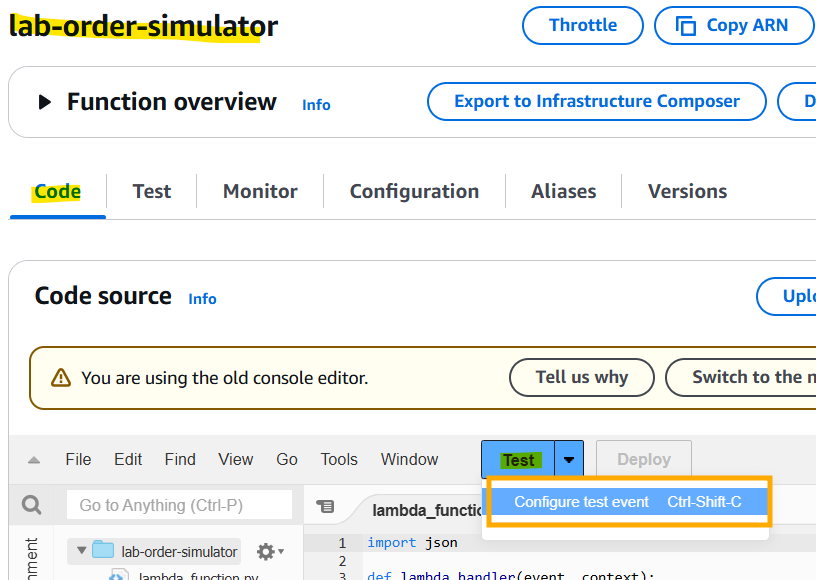 lab-order-simulator
Throttle
Copy ARN
Function overview Info
Export to Infrastructure Composer
D
Code Test Monitor Configuration Aliases Versions
Code source Info
Uplo
You are using the old console editor.
Tell us why
Switch to the n
File Edit Find View Go Tools Window
Test
Deploy
Configure test event Ctrl-Shift-C
Go to Anything (Ctrl-P)
lambda_functio
1 import json
lab-order-simulator
2
3 def lambda_handler(event, context):
lambda_function.py
nment